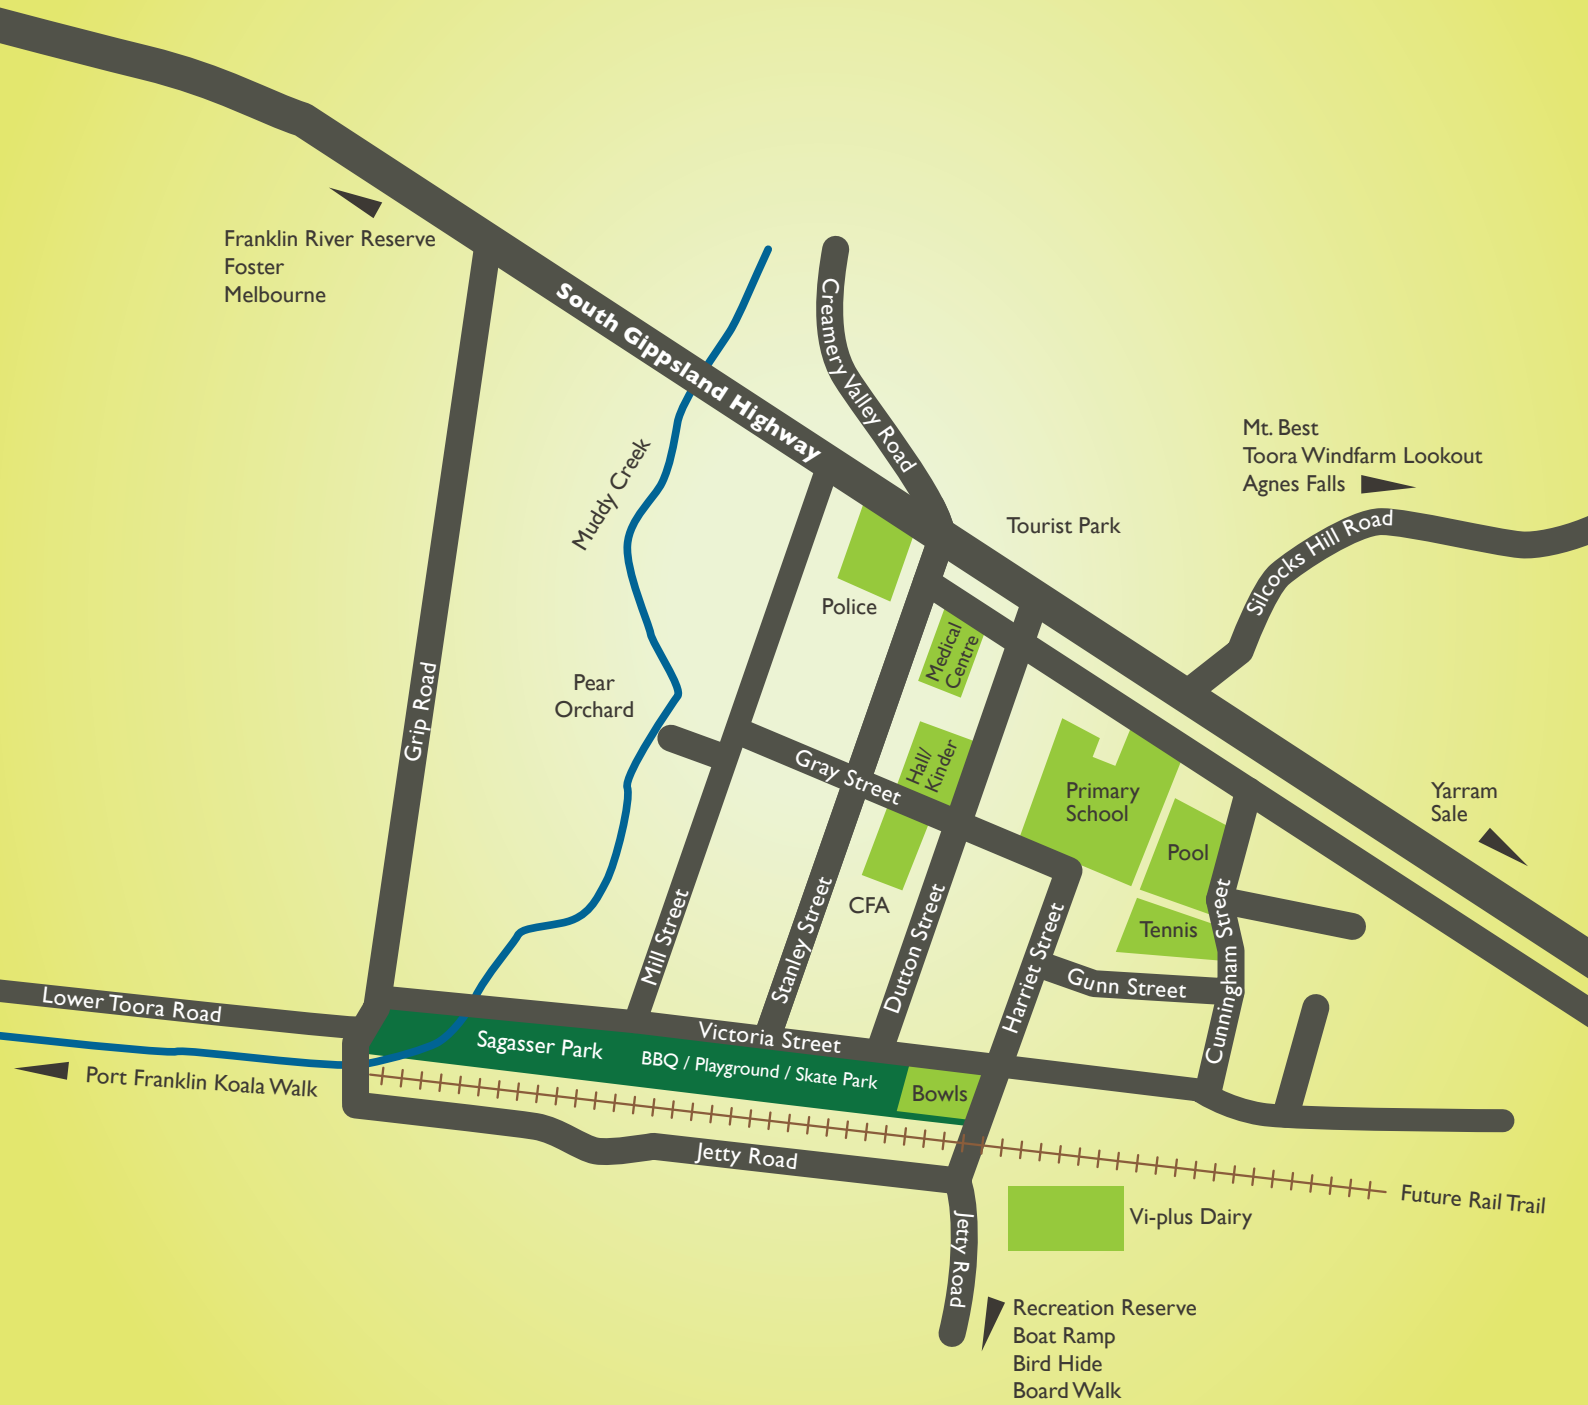 Franklin River Reserve
Foster
Melbourne
South Gippsland Highway
Creamery Valley Road
Muddy Creek
Mt. Best
Toora Windfarm Lookout
Agnes Falls
Tourist Park
Silcocks Hill Road
Police
Medical
Centre
Pear
Orchard
Grip Road
Gray Street
Hall/
Kinder
Primary
School
Yarram
Sale
Pool
CFA
Tennis
Mill Street
Stanley Street
Dutton Street
Harriet Street
Gunn Street
Cunningham Street
Lower Toora Road
Victoria Street
Sagasser Park
BBQ / Playground / Skate Park
Bowls
Port Franklin Koala Walk
Jetty Road
Future Rail Trail
Vi-plus Dairy
Jetty Road
Recreation Reserve
Boat Ramp
Bird Hide
Board Walk